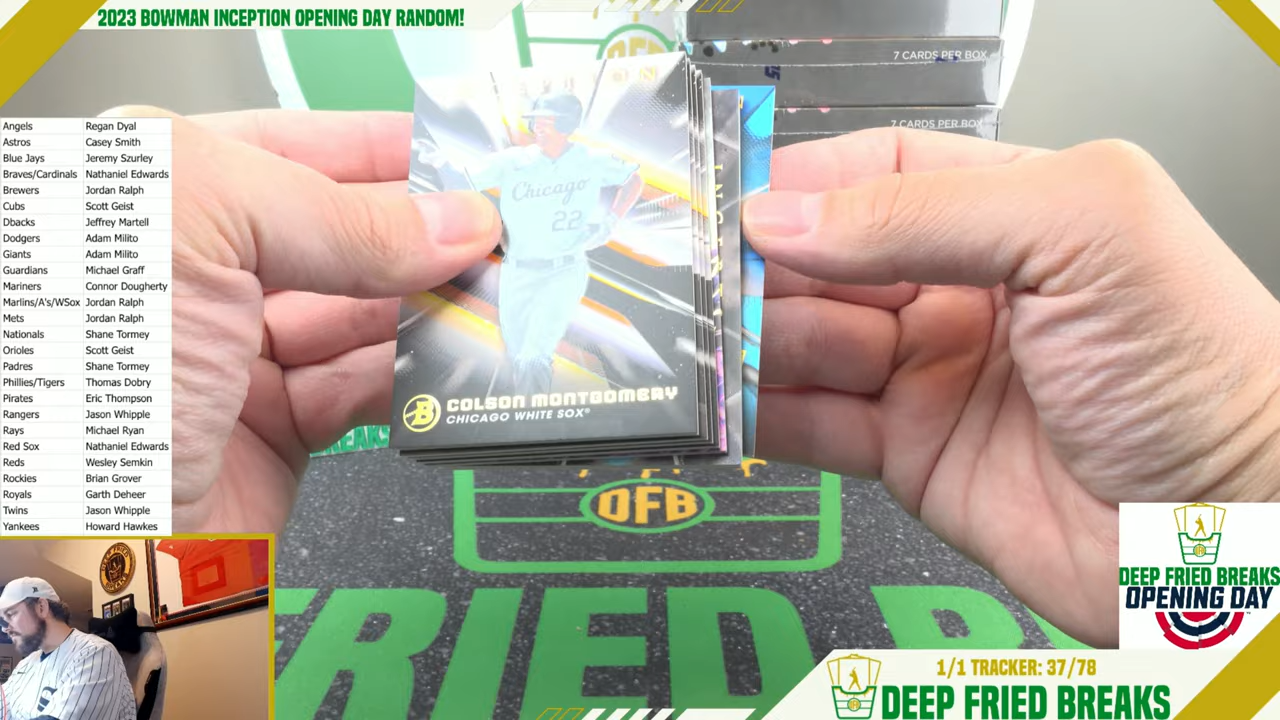 2023 BOWMAN INCEPTION OPENING DAY RANDOM!
OFB
7 CARDS PER BOX
7 CARDS PER BOX
Angels Regan Dyal
Astros Casey Smith
Blue Jays Jeremy Szurley
Braves/Cardinals Nathaniel Edwards
Brewers Jordan Ralph
Cubs Scott Geist
Dbacks Jeffrey Martell
Dodgers Adam Milito
Giants Adam Milito
Guardians Michael Graff
Mariners Connor Dougherty
Marlins/A's/WSox Jordan Ralph
Mets Jordan Ralph
Nationals Shane Tormey
Orioles Scott Geist
Padres Shane Tormey
Phillies/Tigers Thomas Dobry
Pirates Eric Thompson
Rangers Jason Whipple
Rays Michael Ryan
Red Sox Nathaniel Edwards
Reds Wesley Semkin
Rockies Brian Grover
Royals Garth Deheer
Twins Jason Whipple
Yankees Howard Hawkes
Chicago
22
B
COLSON MONTGOMERY
CHICAGO WHITE SOX®
BREAKS
DFB
FRIED B
DEEP FRIED BREAKS
OPENING DAY
1/1 TRACKER: 37/78
DEEP FRIED BREAKS